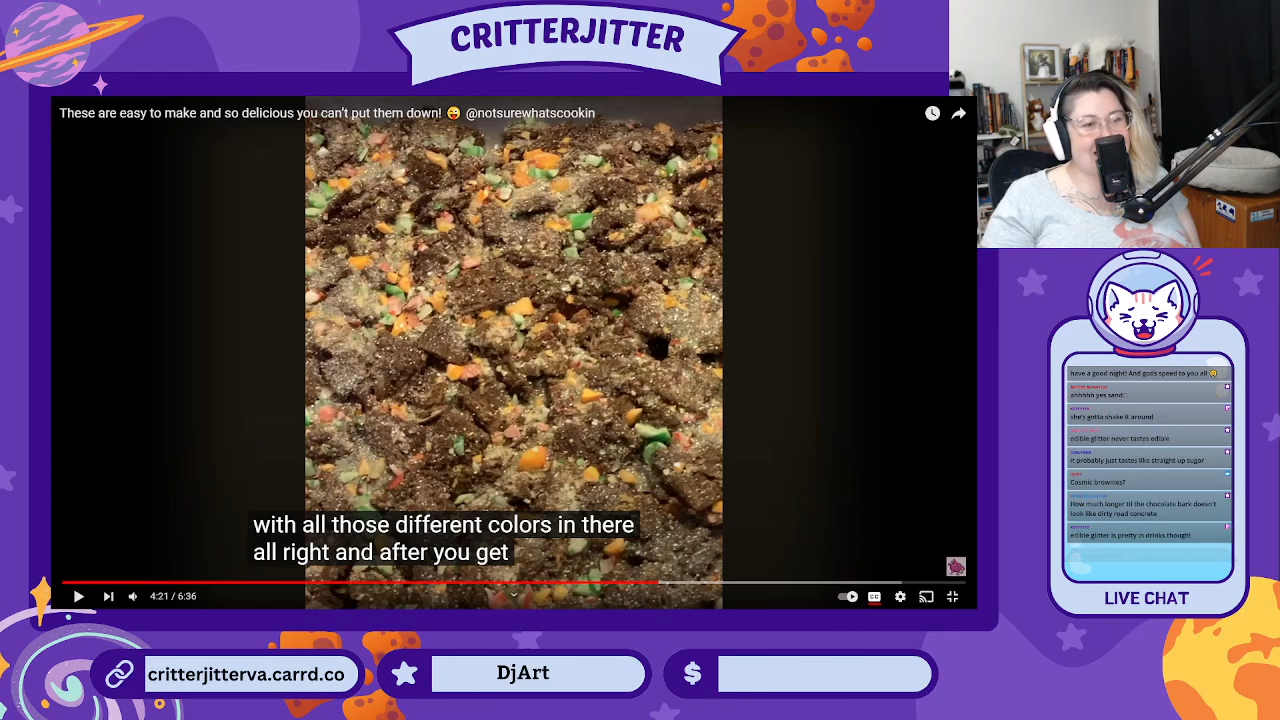 CRITTERJITTER
These are easy to make and so delicious you can't put them down! 😜 @notsurewhatscookin
with all those different colors in there
all right and after you get
4:21 / 6:36
CC
have a good night! And gods speed to you all
ahhhhh yes sand
she's gotta shake it around
edible glitter never tastes edible
it probably just tastes like straight up sugar
Cosmic brownies?
How much longer til the chocolate bark doesn't
look like dirty road concrete
edible glitter is pretty in drinks though!
LIVE CHAT
critterjitterva.carrd.co
DjArt
$